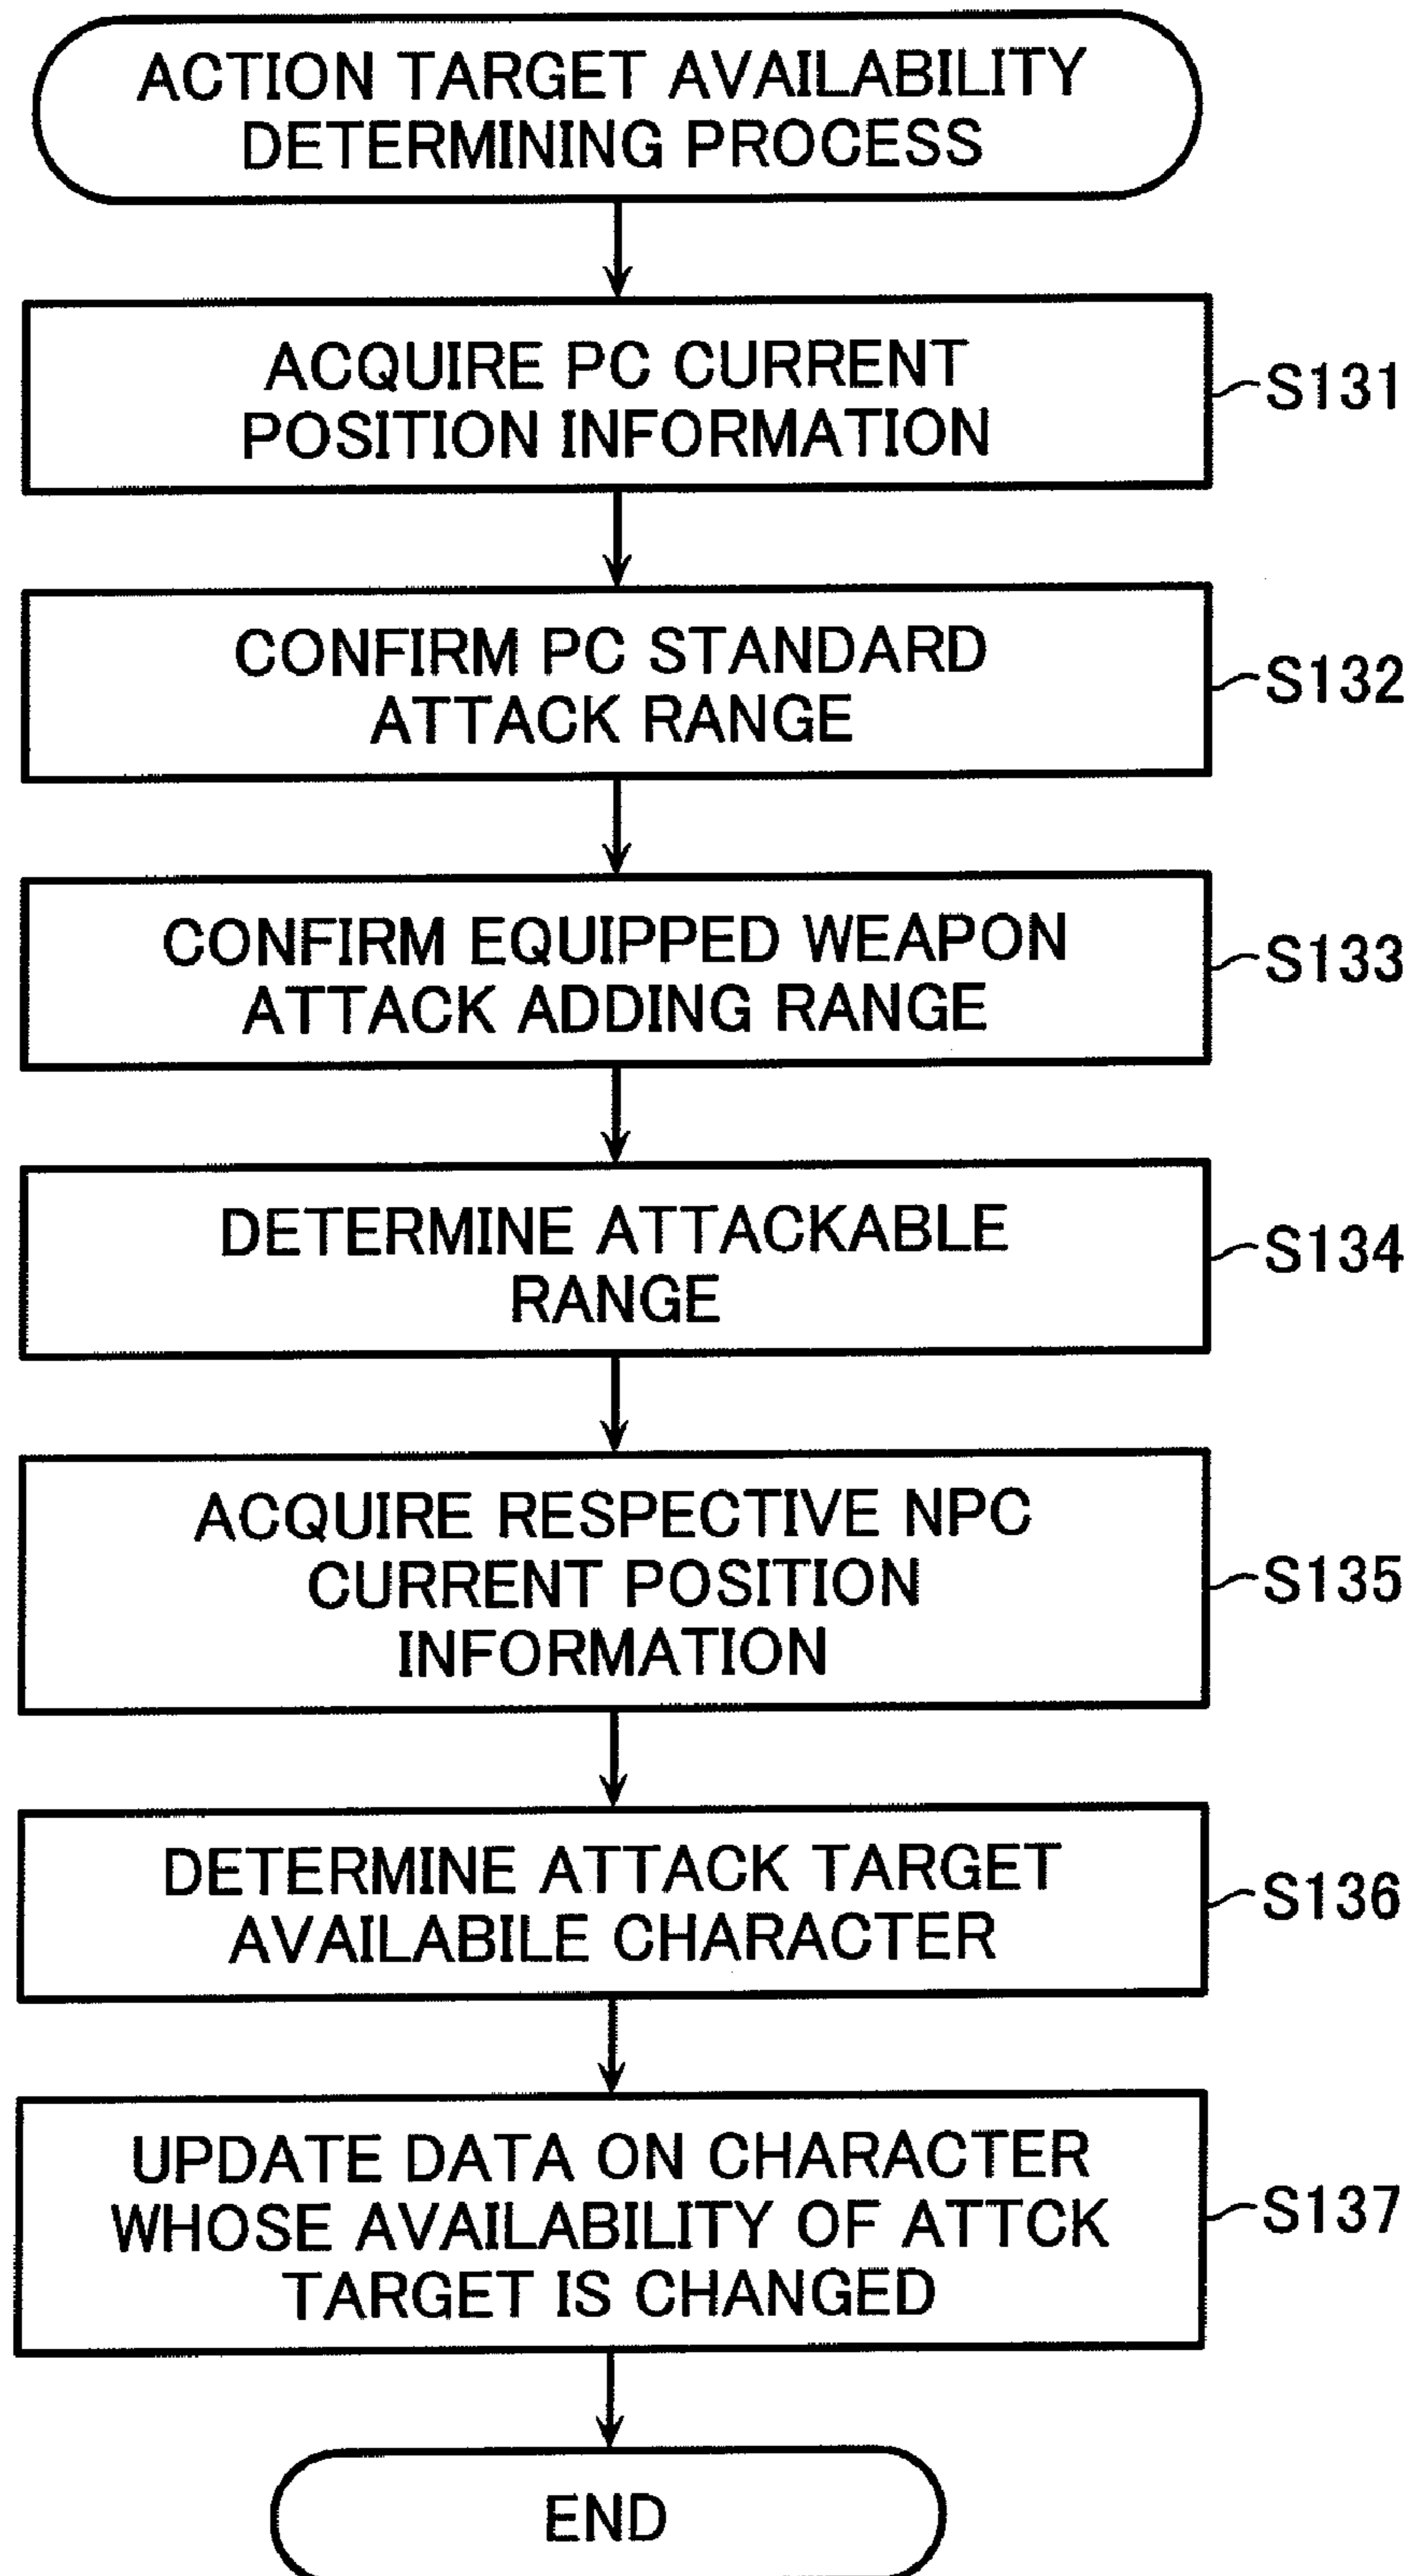 ACTION TARGET AVAILABILITY
DETERMINING PROCESS
ACQUIRE PC CURRENT
POSITION INFORMATION
S131
CONFIRM PC STANDARD
ATTACK RANGE
S132
CONFIRM EQUIPPED WEAPON
ATTACK ADDING RANGE
S133
DETERMINE ATTACKABLE
RANGE
S134
ACQUIRE RESPECTIVE NPC
CURRENT POSITION
INFORMATION
S135
DETERMINE ATTACK TARGET
AVAILABILE CHARACTER
S136
UPDATE DATA ON CHARACTER
WHOSE AVAILABILITY OF ATTCK
TARGET IS CHANGED
S137
END